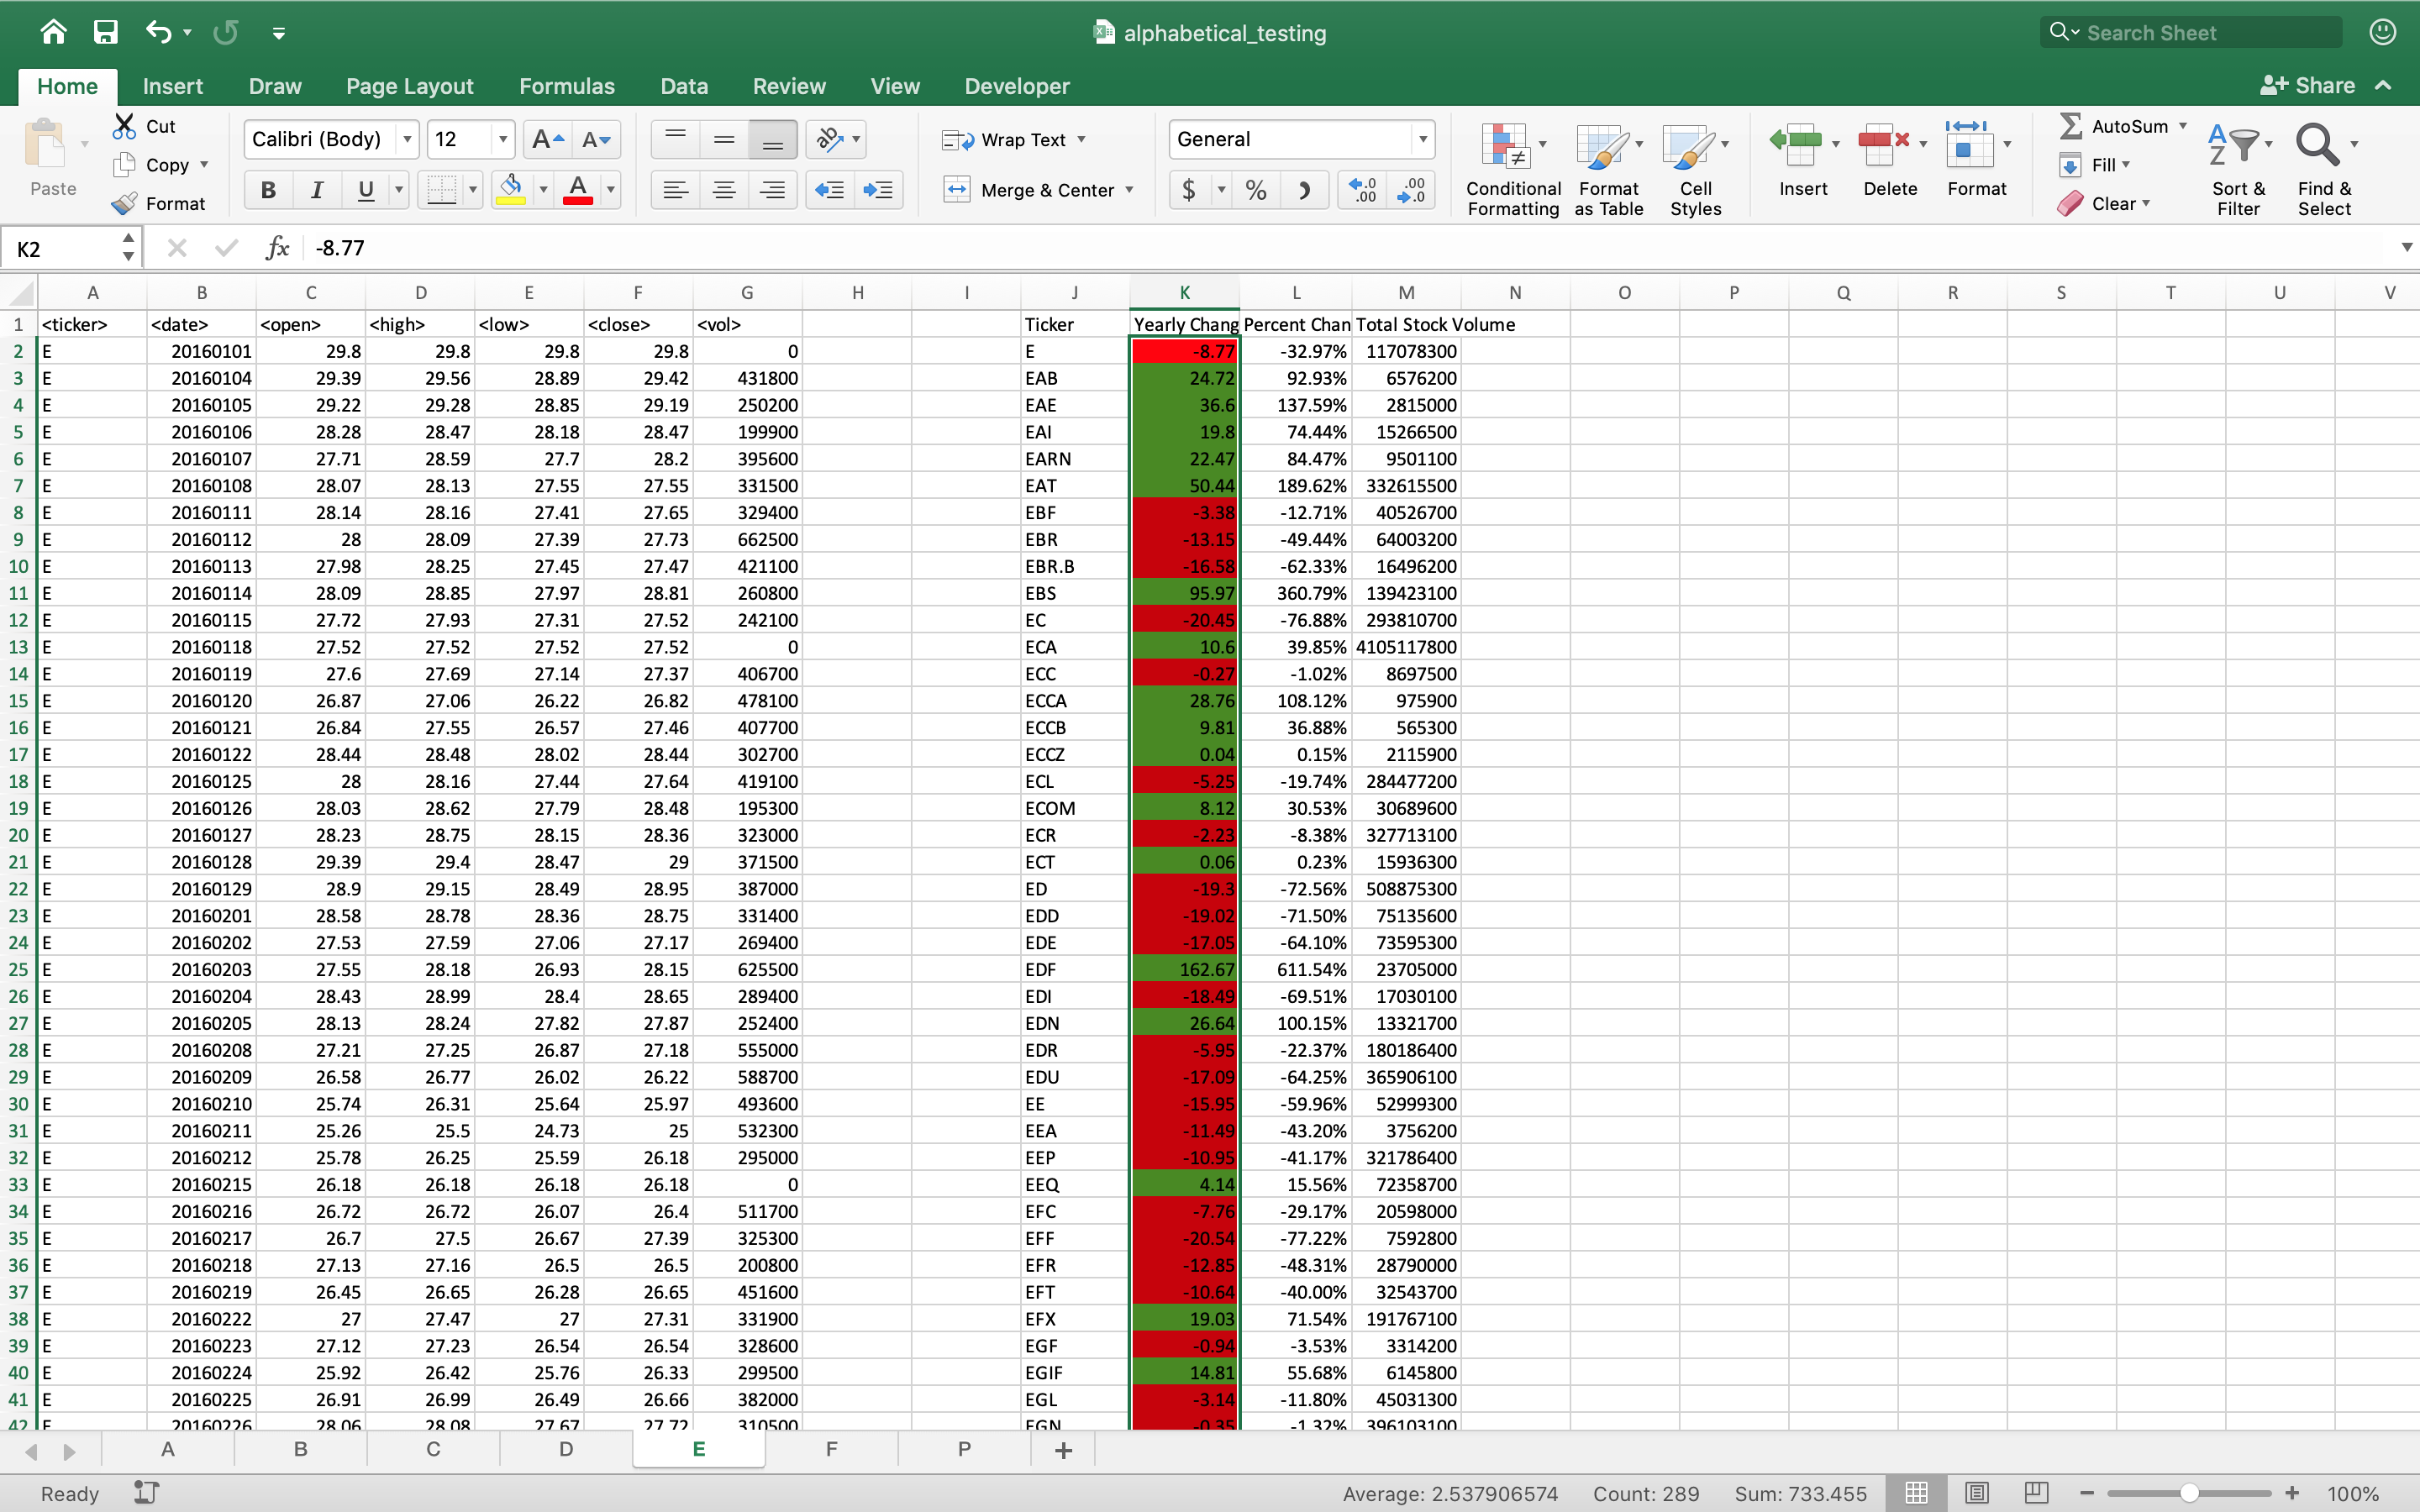 alphabetical_testing
Search Sheet
Home Insert Draw Page Layout Formulas Data Review View Developer Share
Paste
Cut
Copy
Format
Calibri (Body) 12
Wrap Text
Merge & Center
General
Conditional Formatting
Format as Table
Cell Styles
Insert
Delete
Format
AutoSum
Fill
Clear
Sort & Filter
Find & Select
K2 fx -8.77
A B C D E F G H I J K L M N O P Q R S T U V
1 <ticker> <date> <open> <high> <low> <close> <vol> Ticker Yearly Chang Percent Chan Total Stock Volume
2 E 20160101 29.8 29.8 29.8 29.8 0 E -8.77 -32.97% 117078300
3 E 20160104 29.39 29.56 28.89 29.42 431800 EAB 24.72 92.93% 6576200
4 E 20160105 29.22 29.28 28.85 29.19 250200 EAE 36.6 137.59% 2815000
5 E 20160106 28.28 28.47 28.18 28.47 199900 EAI 19.8 74.44% 15266500
6 E 20160107 27.71 28.59 27.7 28.2 395600 EARN 22.47 84.47% 9501100
7 E 20160108 28.07 28.13 27.55 27.55 331500 EAT 50.44 189.62% 332615500
8 E 20160111 28.14 28.16 27.41 27.65 329400 EBF -3.38 -12.71% 40526700
9 E 20160112 28 28.09 27.39 27.73 662500 EBR -13.15 -49.44% 64003200
10 E 20160113 27.98 28.25 27.45 27.47 421100 EBR.B -16.58 -62.33% 16496200
11 E 20160114 28.09 28.85 27.97 28.81 260800 EBS 95.97 360.79% 139423100
12 E 20160115 27.72 27.93 27.31 27.52 242100 EC -20.45 -76.88% 293810700
13 E 20160118 27.52 27.52 27.52 27.52 0 ECA 10.6 39.85% 4105117800
14 E 20160119 27.6 27.69 27.14 27.37 406700 ECC -0.27 -1.02% 8697500
15 E 20160120 26.87 27.06 26.22 26.82 478100 ECCA 28.76 108.12% 975900
16 E 20160121 26.84 27.55 26.57 27.46 407700 ECCB 9.81 36.88% 565300
17 E 20160122 28.44 28.48 28.02 28.44 302700 ECCZ 0.04 0.15% 2115900
18 E 20160125 28 28.16 27.44 27.64 419100 ECL -5.25 -19.74% 284477200
19 E 20160126 28.03 28.62 27.79 28.48 195300 ECOM 8.12 30.53% 30689600
20 E 20160127 28.23 28.75 28.15 28.36 323000 ECR -2.23 -8.38% 327713100
21 E 20160128 29.39 29.4 28.47 29 371500 ECT 0.06 0.23% 15936300
22 E 20160129 28.9 29.15 28.49 28.95 387000 ED -19.3 -72.56% 508875300
23 E 20160201 28.58 28.78 28.36 28.75 331400 EDD -19.02 -71.50% 75135600
24 E 20160202 27.53 27.59 27.06 27.17 269400 EDE -17.05 -64.10% 73595300
25 E 20160203 27.55 28.18 26.93 28.15 625500 EDF 162.67 611.54% 23705000
26 E 20160204 28.43 28.99 28.4 28.65 289400 EDI -18.49 -69.51% 17030100
27 E 20160205 28.13 28.24 27.82 27.87 252400 EDN 26.64 100.15% 13321700
28 E 20160208 27.21 27.25 26.87 27.18 555000 EDR -5.95 -22.37% 180186400
29 E 20160209 26.58 26.77 26.02 26.22 588700 EDU -17.09 -64.25% 365906100
30 E 20160210 25.74 26.31 25.64 25.97 493600 EE -15.95 -59.96% 52999300
31 E 20160211 25.26 25.5 24.73 25 532300 EEA -11.49 -43.20% 3756200
32 E 20160212 25.78 26.25 25.59 26.18 295000 EEP -10.95 -41.17% 321786400
33 E 20160215 26.18 26.18 26.18 26.18 0 EEQ 4.14 15.56% 72358700
34 E 20160216 26.72 26.72 26.07 26.4 511700 EFC -7.76 -29.17% 20598000
35 E 20160217 26.7 27.5 26.67 27.39 325300 EFF -20.54 -77.22% 7592800
36 E 20160218 27.13 27.16 26.5 26.5 200800 EFR -12.85 -48.31% 28790000
37 E 20160219 26.45 26.65 26.28 26.65 451600 EFT -10.64 -40.00% 32543700
38 E 20160222 27 27.47 27 27.31 331900 EFX 19.03 71.54% 191767100
39 E 20160223 27.12 27.23 26.54 26.54 328600 EGF -0.94 -3.53% 3314200
40 E 20160224 25.92 26.42 25.76 26.33 299500 EGIF 14.81 55.68% 6145800
41 E 20160225 26.91 26.99 26.49 26.66 382000 EGL -3.14 -11.80% 45031300
42 E 20160226 28.06 28.08 27.67 27.72 310500 EGN -0.35 -1.32% 396103100
A B C D E F P +
Ready Average: 2.537906574 Count: 289 Sum: 733.455 100%